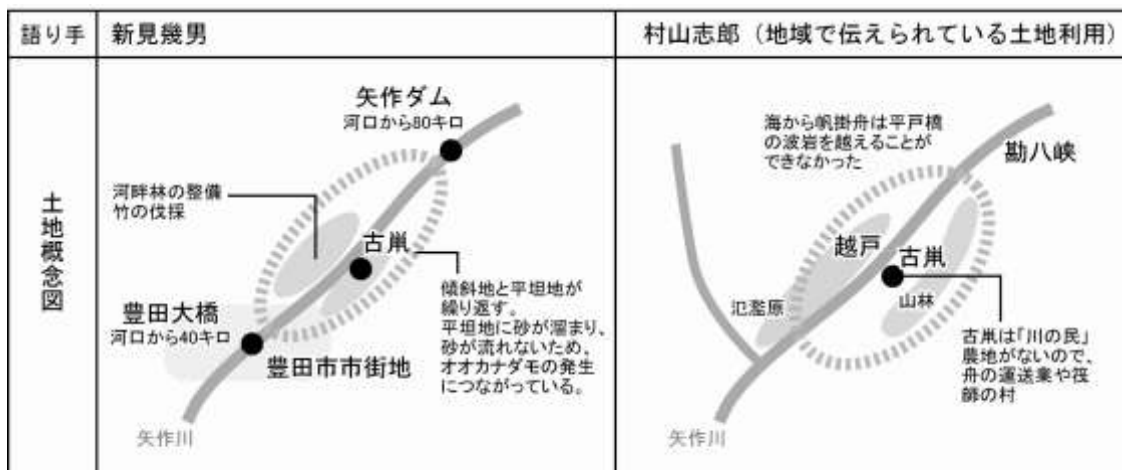 語り手
新見幾男
村山志郎（地域で伝えられている土地利用）
土地概念図
矢作ダム
河口から80キロ
河畔林の整備
竹の伐採
古鼡
傾斜地と平坦地が
繰り返す。
平坦地に砂が溜まり、
砂が流れないため、
オオカナダモの発生
につながっている。
豊田大橋
河口から40キロ
豊田市市街地
矢作川
海から帆掛舟は平戸橋
の波岩を越えることが
できなかった
勘八峡
越戸
古鼡
山林
氾濫原
古巣は「川の民」
農地がないので、
舟の運送業や筏
師の村
矢作川